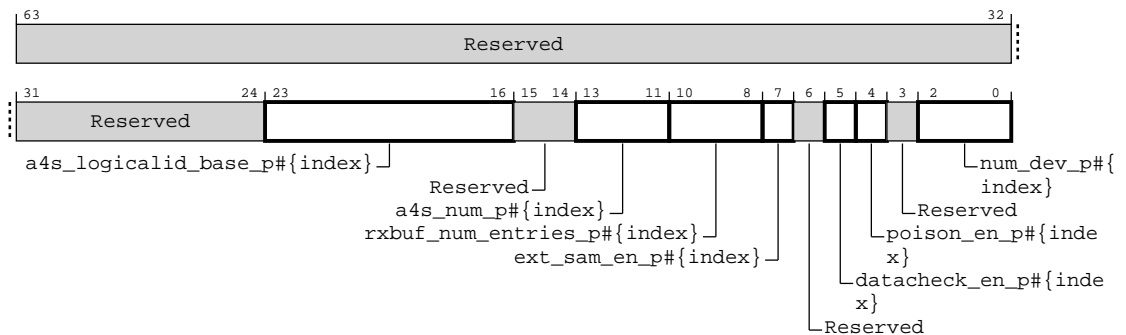 63 32
Reserved
31 24 23 16 15 14 13 11 10 8 7 6 5 4 3 2 0
Reserved
a4s_logicalid_base_p#{index} num_dev_p#{
index}
Reserved
Reserved
a4s_num_p#{index}
rxbuf_num_entries_p#{index} poison_en_p#{inde
x}
ext_sam_en_p#{index}
datacheck_en_p#{inde
x}
Reserved